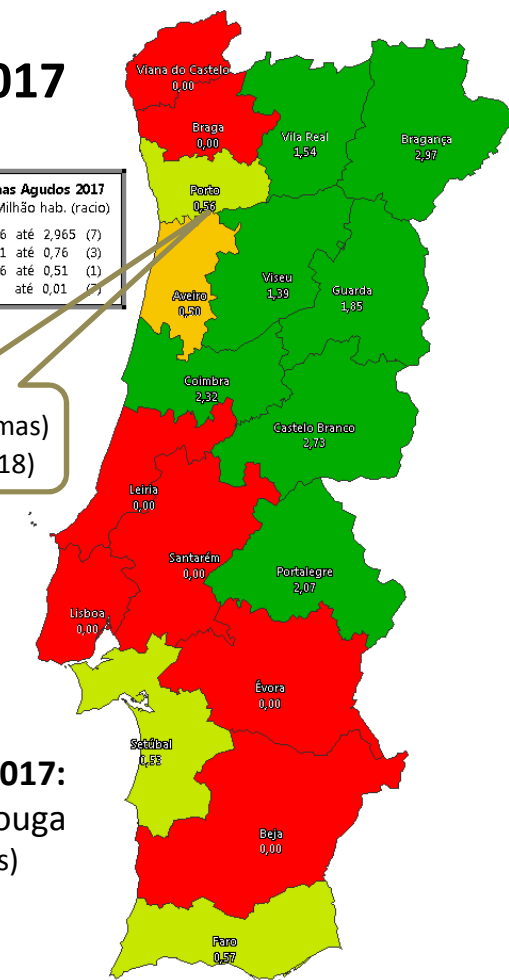 017
Viana do Castelo
0,00
Braga
0,00
Vila Real
1,54
Bragança
2,97
as Agudos 2017
Milhão hab. (racio)
6 até 2,965 (7)
1 até 0,76 (3)
6 até 0,51 (1)
até 0,01
Porto
0,56
Aveiro
0,50
Viseu
1,39
Guarda
1,85
Coimbra
2,32
mas)
18)
Castelo Branco
2,73
Leiria
0,00
Santarém
0,00
Portalegre
2,07
Lisboa
0,00
Évora
0,00
Setúbal
0,53
017:
ouga
s)
Beja
0,00
Faro
0,57